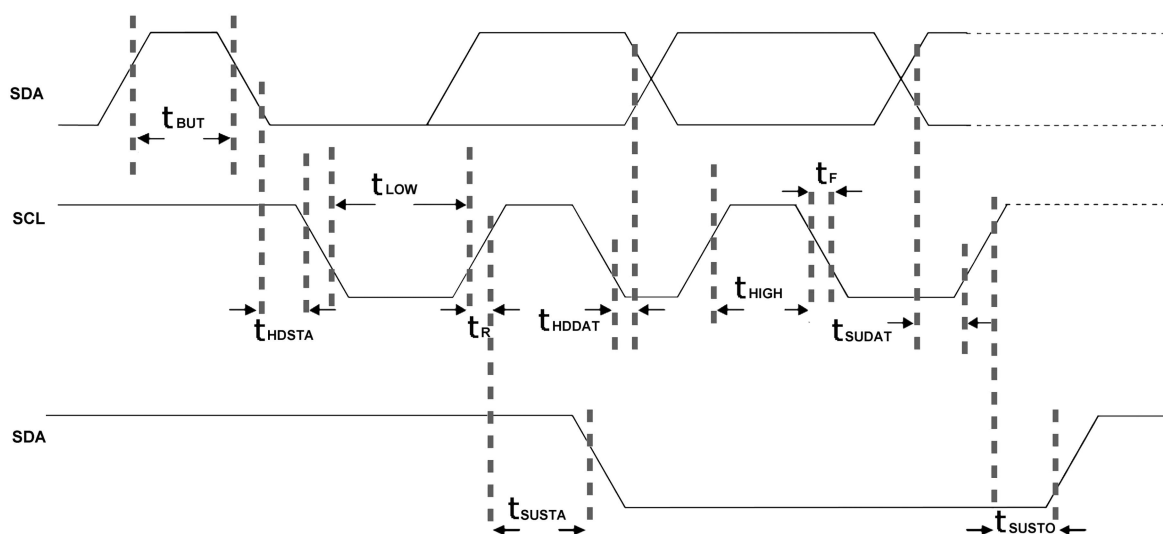 SDA
tBUT
tLOW
tF
SCL
tHDSTA
tR
tHDDAT
tHIGH
tSUDAT
SDA
tSUSTA
tSUSTO